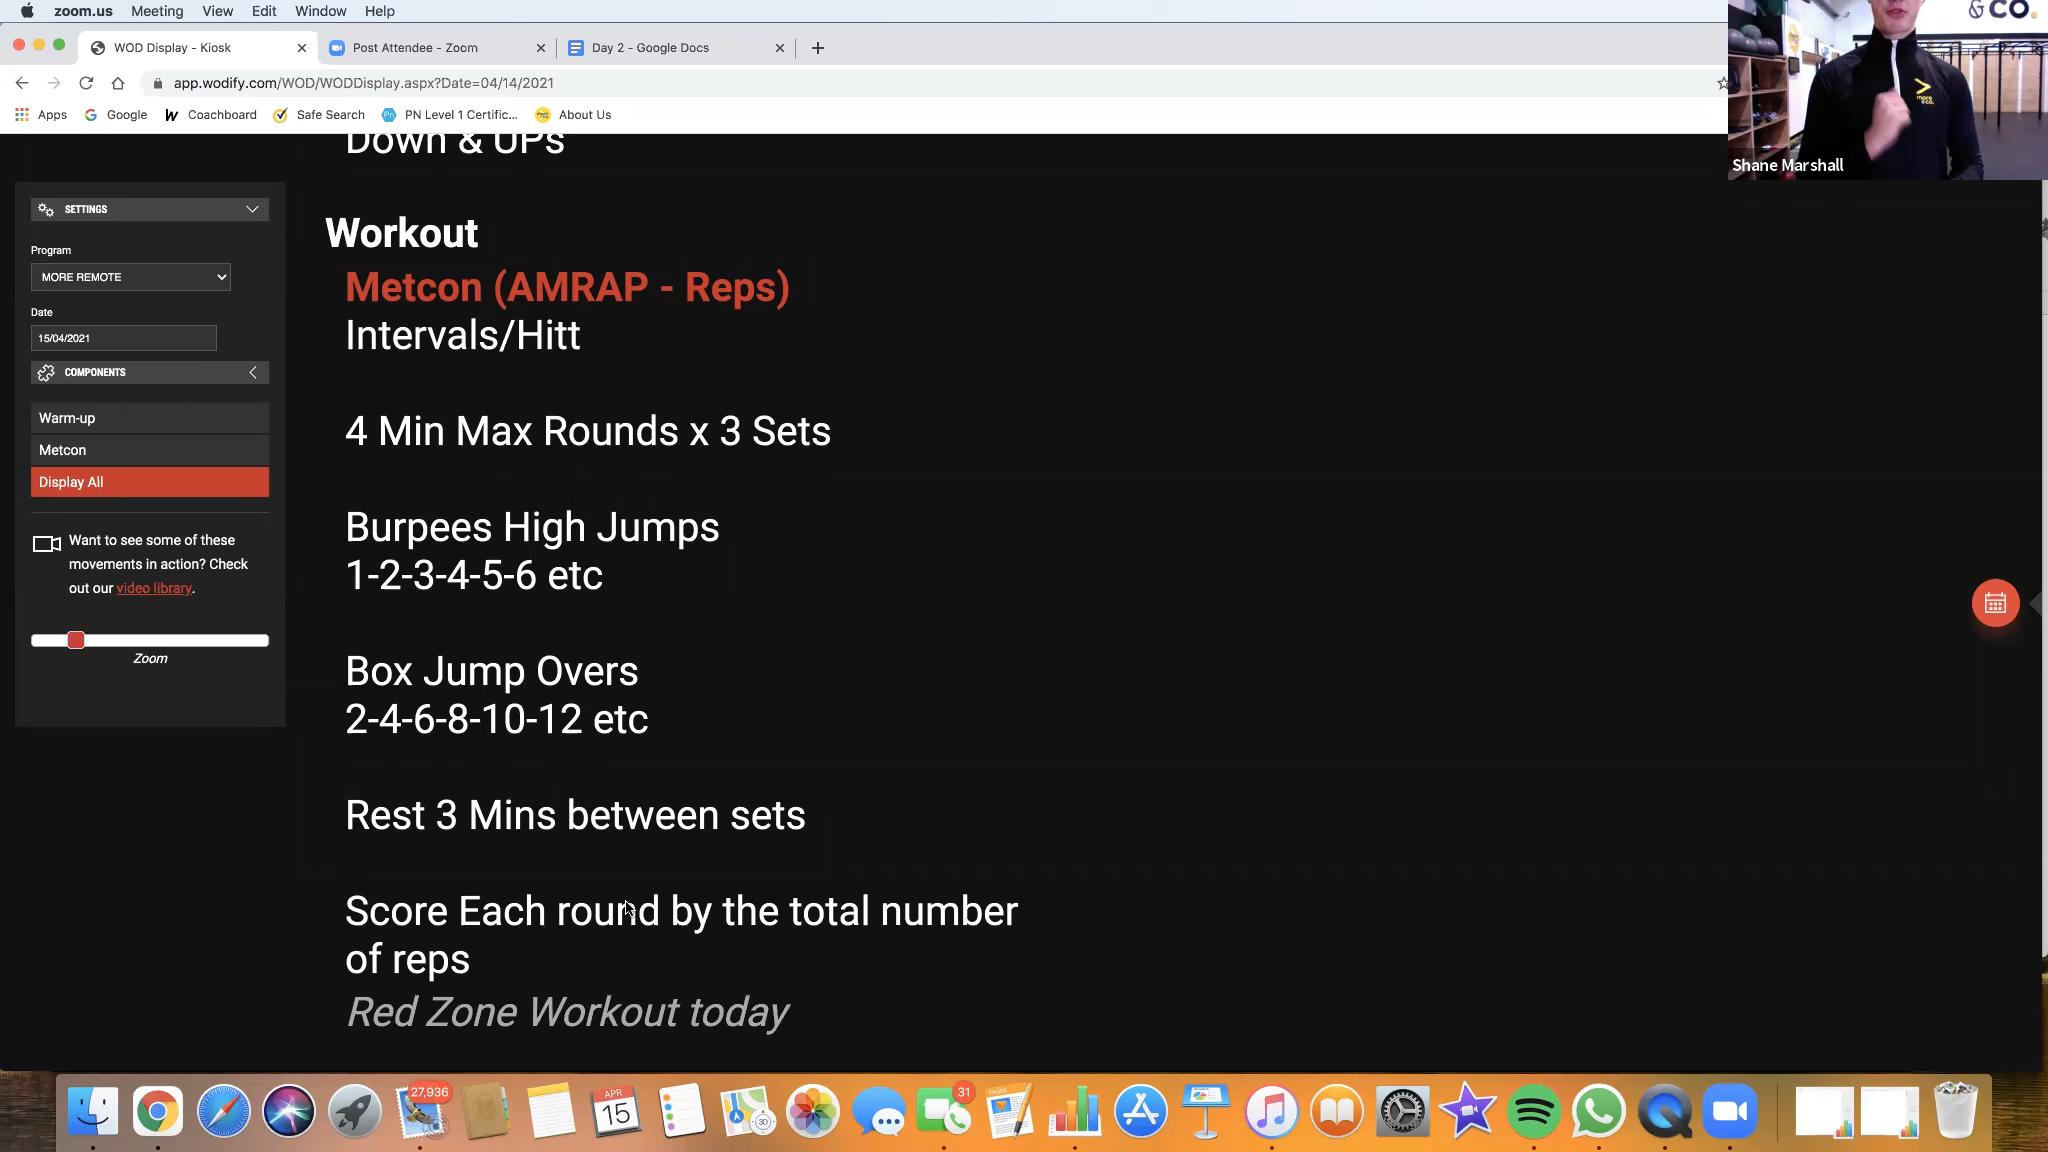 zoom.us Meeting View Edit Window Help
WOD Display - Kiosk
Post Attendee - Zoom
Day 2 - Google Docs
app.wodify.com/WOD/WODDisplay.aspx?Date=04/14/2021
Apps Google Coachboard Safe Search PN Level 1 Certific... About Us
& CO.
more
&co.
Shane Marshall
SETTINGS
Program
MORE REMOTE
Date
15/04/2021
COMPONENTS
Warm-up
Metcon
Display All
Want to see some of these
movements in action? Check
out our video library.
Zoom
Down & UPs
Workout
Metcon (AMRAP - Reps)
Intervals/Hitt
4 Min Max Rounds x 3 Sets
Burpees High Jumps
1-2-3-4-5-6 etc
Box Jump Overs
2-4-6-8-10-12 etc
Rest 3 Mins between sets
Score Each round by the total number
of reps
Red Zone Workout today
27,936
APR
15
3D
31
PAGES